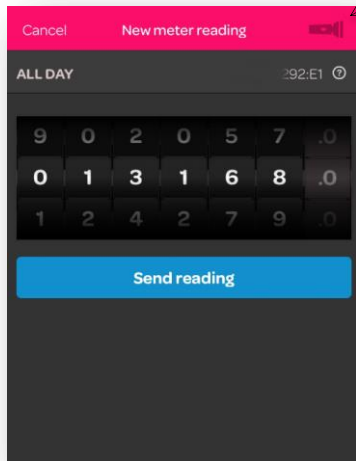 Cancel New meter reading
ALL DAY 292:E1 ?
9 0 2 0 5 7 .0
0 1 3 1 6 8 .0
1 2 4 2 7 9 .0
Send reading